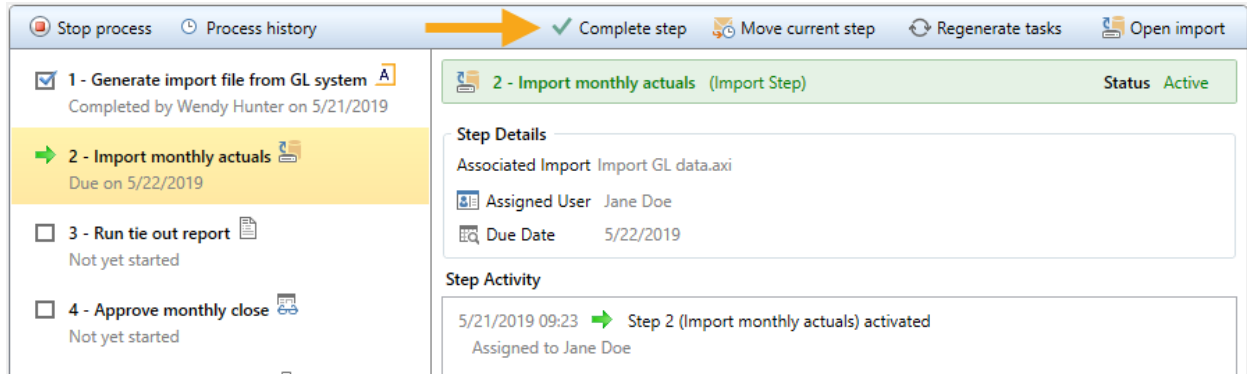 Stop process Process history Complete step Move current step Regenerate tasks Open import
1 - Generate import file from GL system A
Completed by Wendy Hunter on 5/21/2019
2 - Import monthly actuals
Due on 5/22/2019
3 - Run tie out report
Not yet started
4 - Approve monthly close
Not yet started
2 - Import monthly actuals (Import Step) Status Active
Step Details
Associated Import Import GL data.axi
Assigned User Jane Doe
Due Date 5/22/2019
Step Activity
5/21/2019 09:23 Step 2 (Import monthly actuals) activated
Assigned to Jane Doe